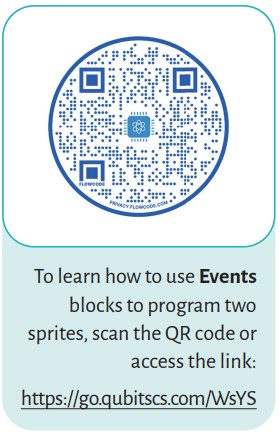 FLOWCODE
PRIVACY.FLOWCODE.COM
To learn how to use Events
blocks to program two
sprites, scan the QR code or
access the link:
https://go.qubitscs.com/WsYS